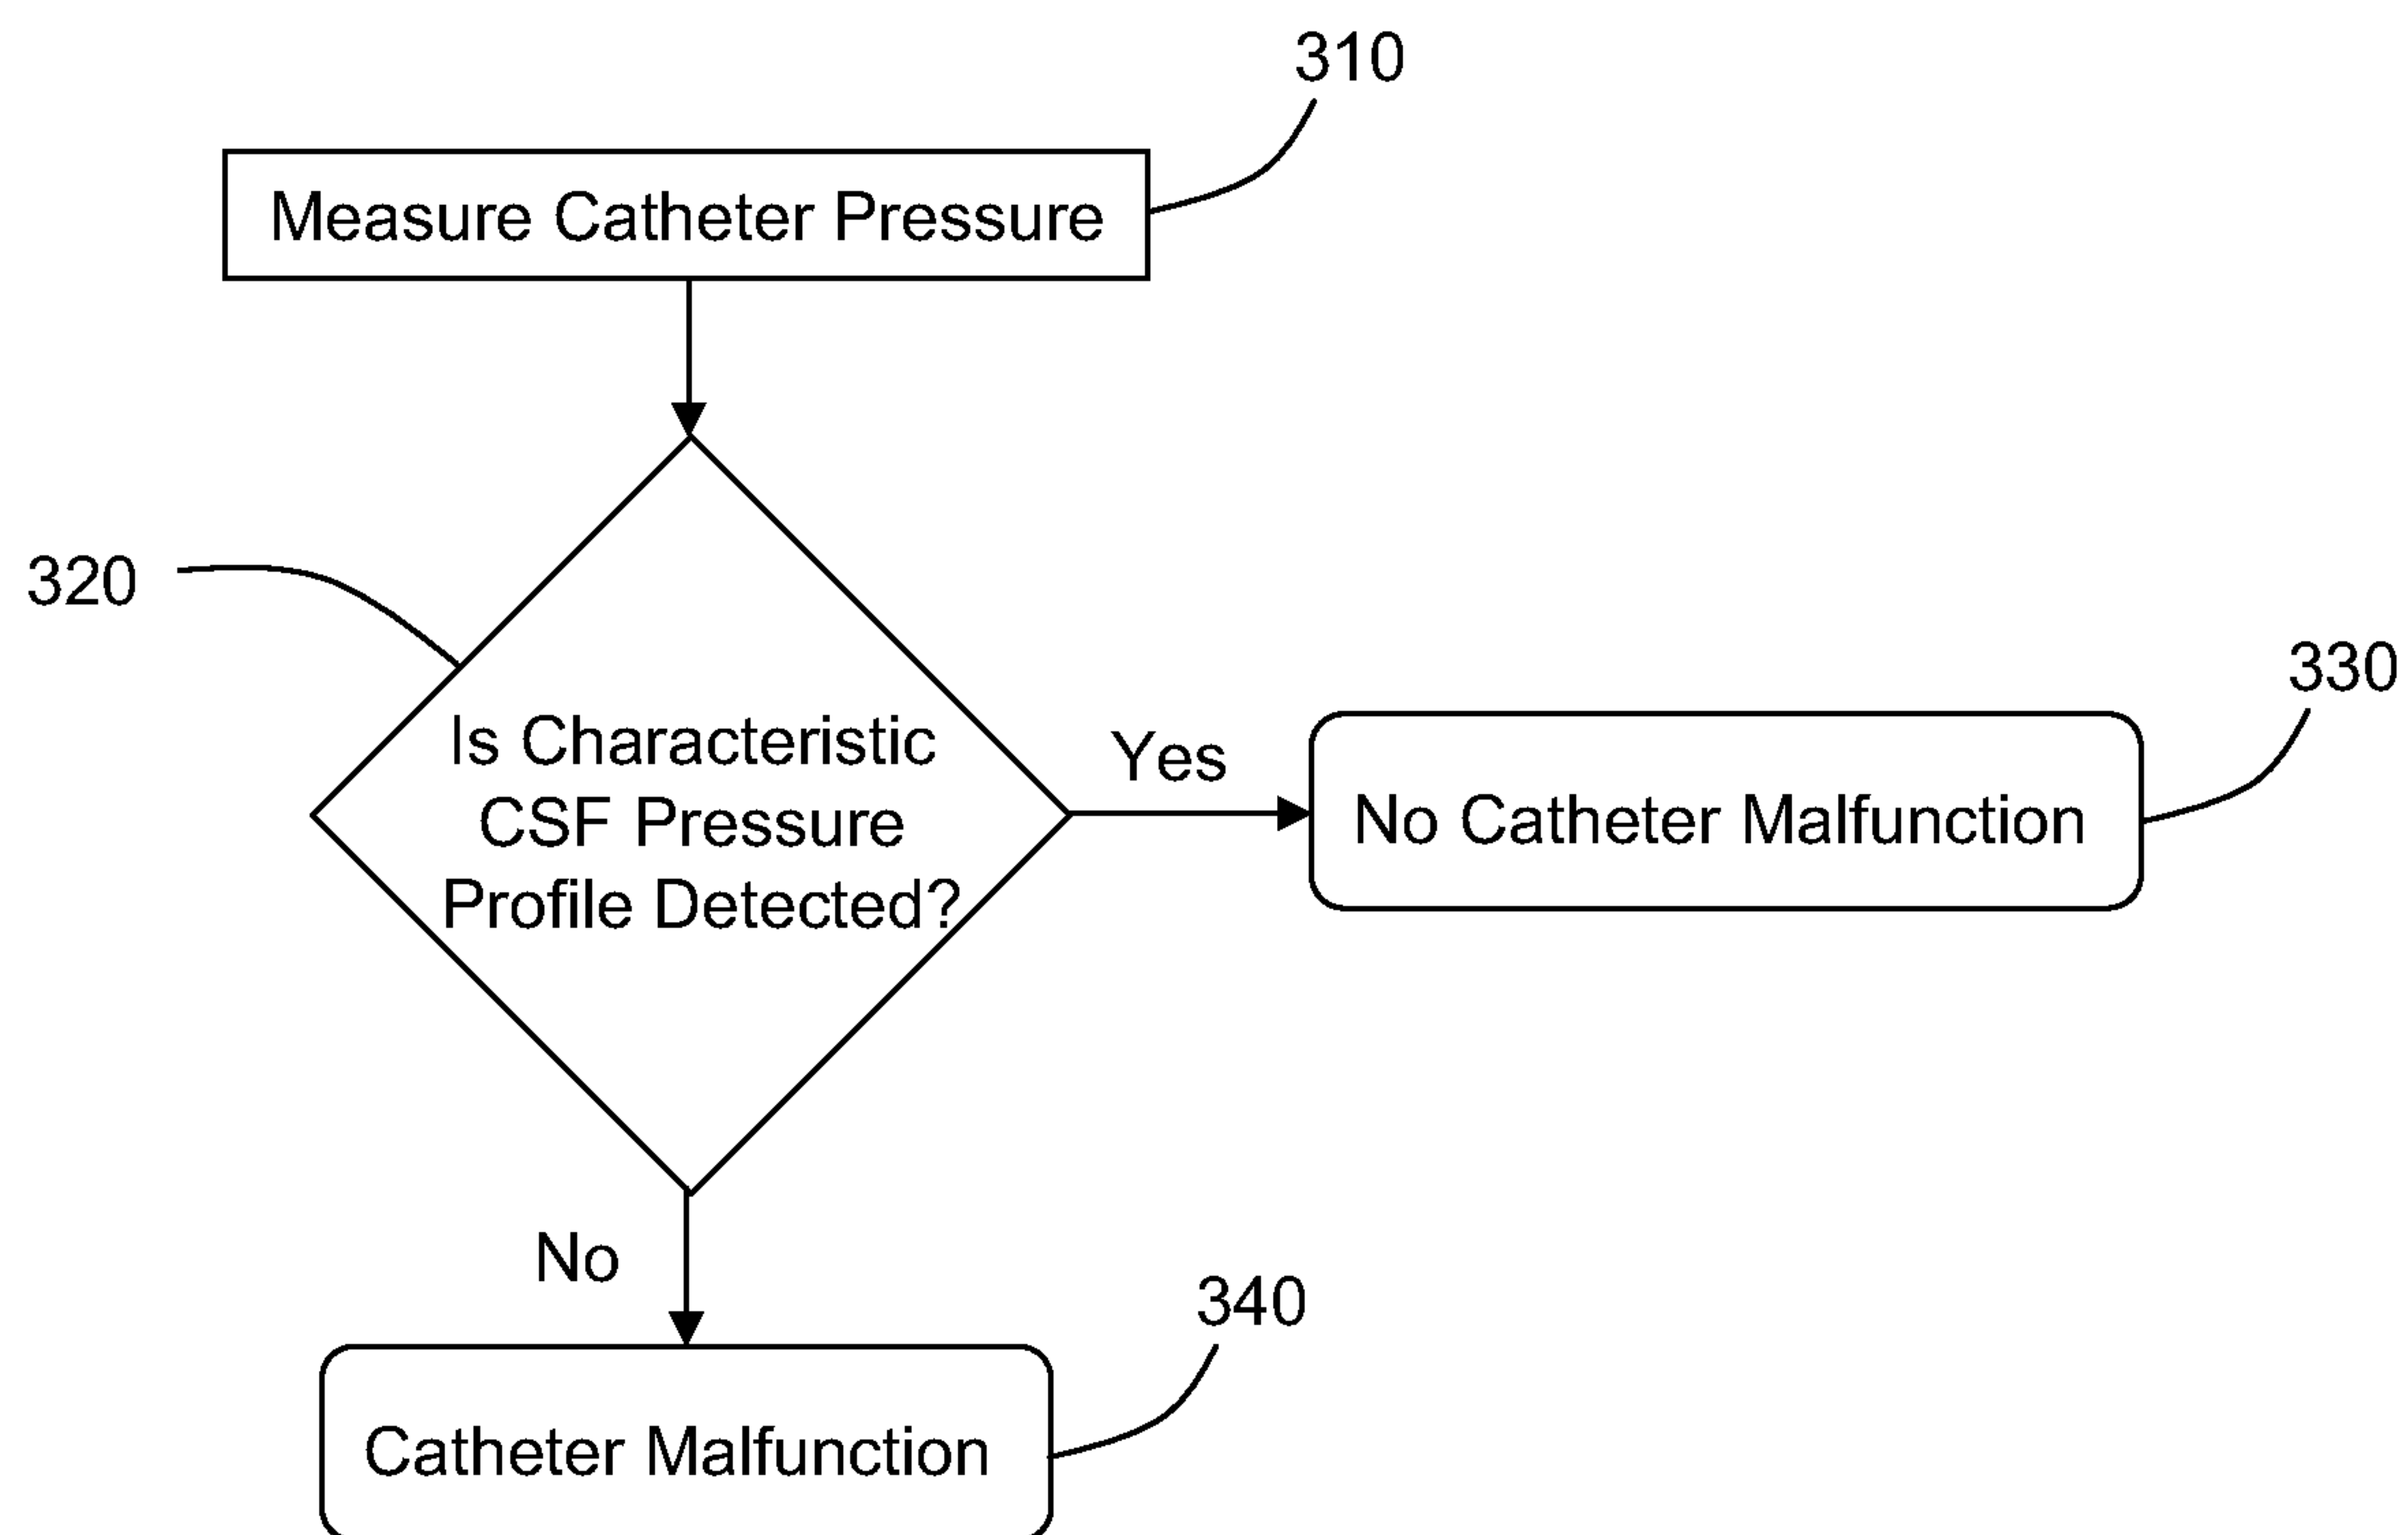 310
Measure Catheter Pressure
320
Is Characteristic
CSF Pressure
Profile Detected?
Yes
330
No Catheter Malfunction
No
340
Catheter Malfunction